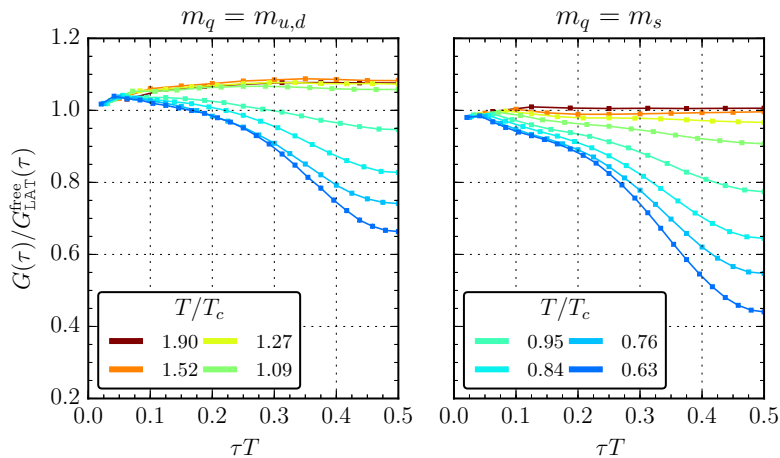 m_q = m_{u,d}
m_q = m_s
G(τ)/G_{LAT}^{free}(τ)
1.2
1.0
0.8
0.6
0.4
0.2
T/T_c
1.90 1.27
1.52 1.09
T/T_c
0.95 0.76
0.84 0.63
0.0 0.1 0.2 0.3 0.4 0.5
0.0 0.1 0.2 0.3 0.4 0.5
τT
τT